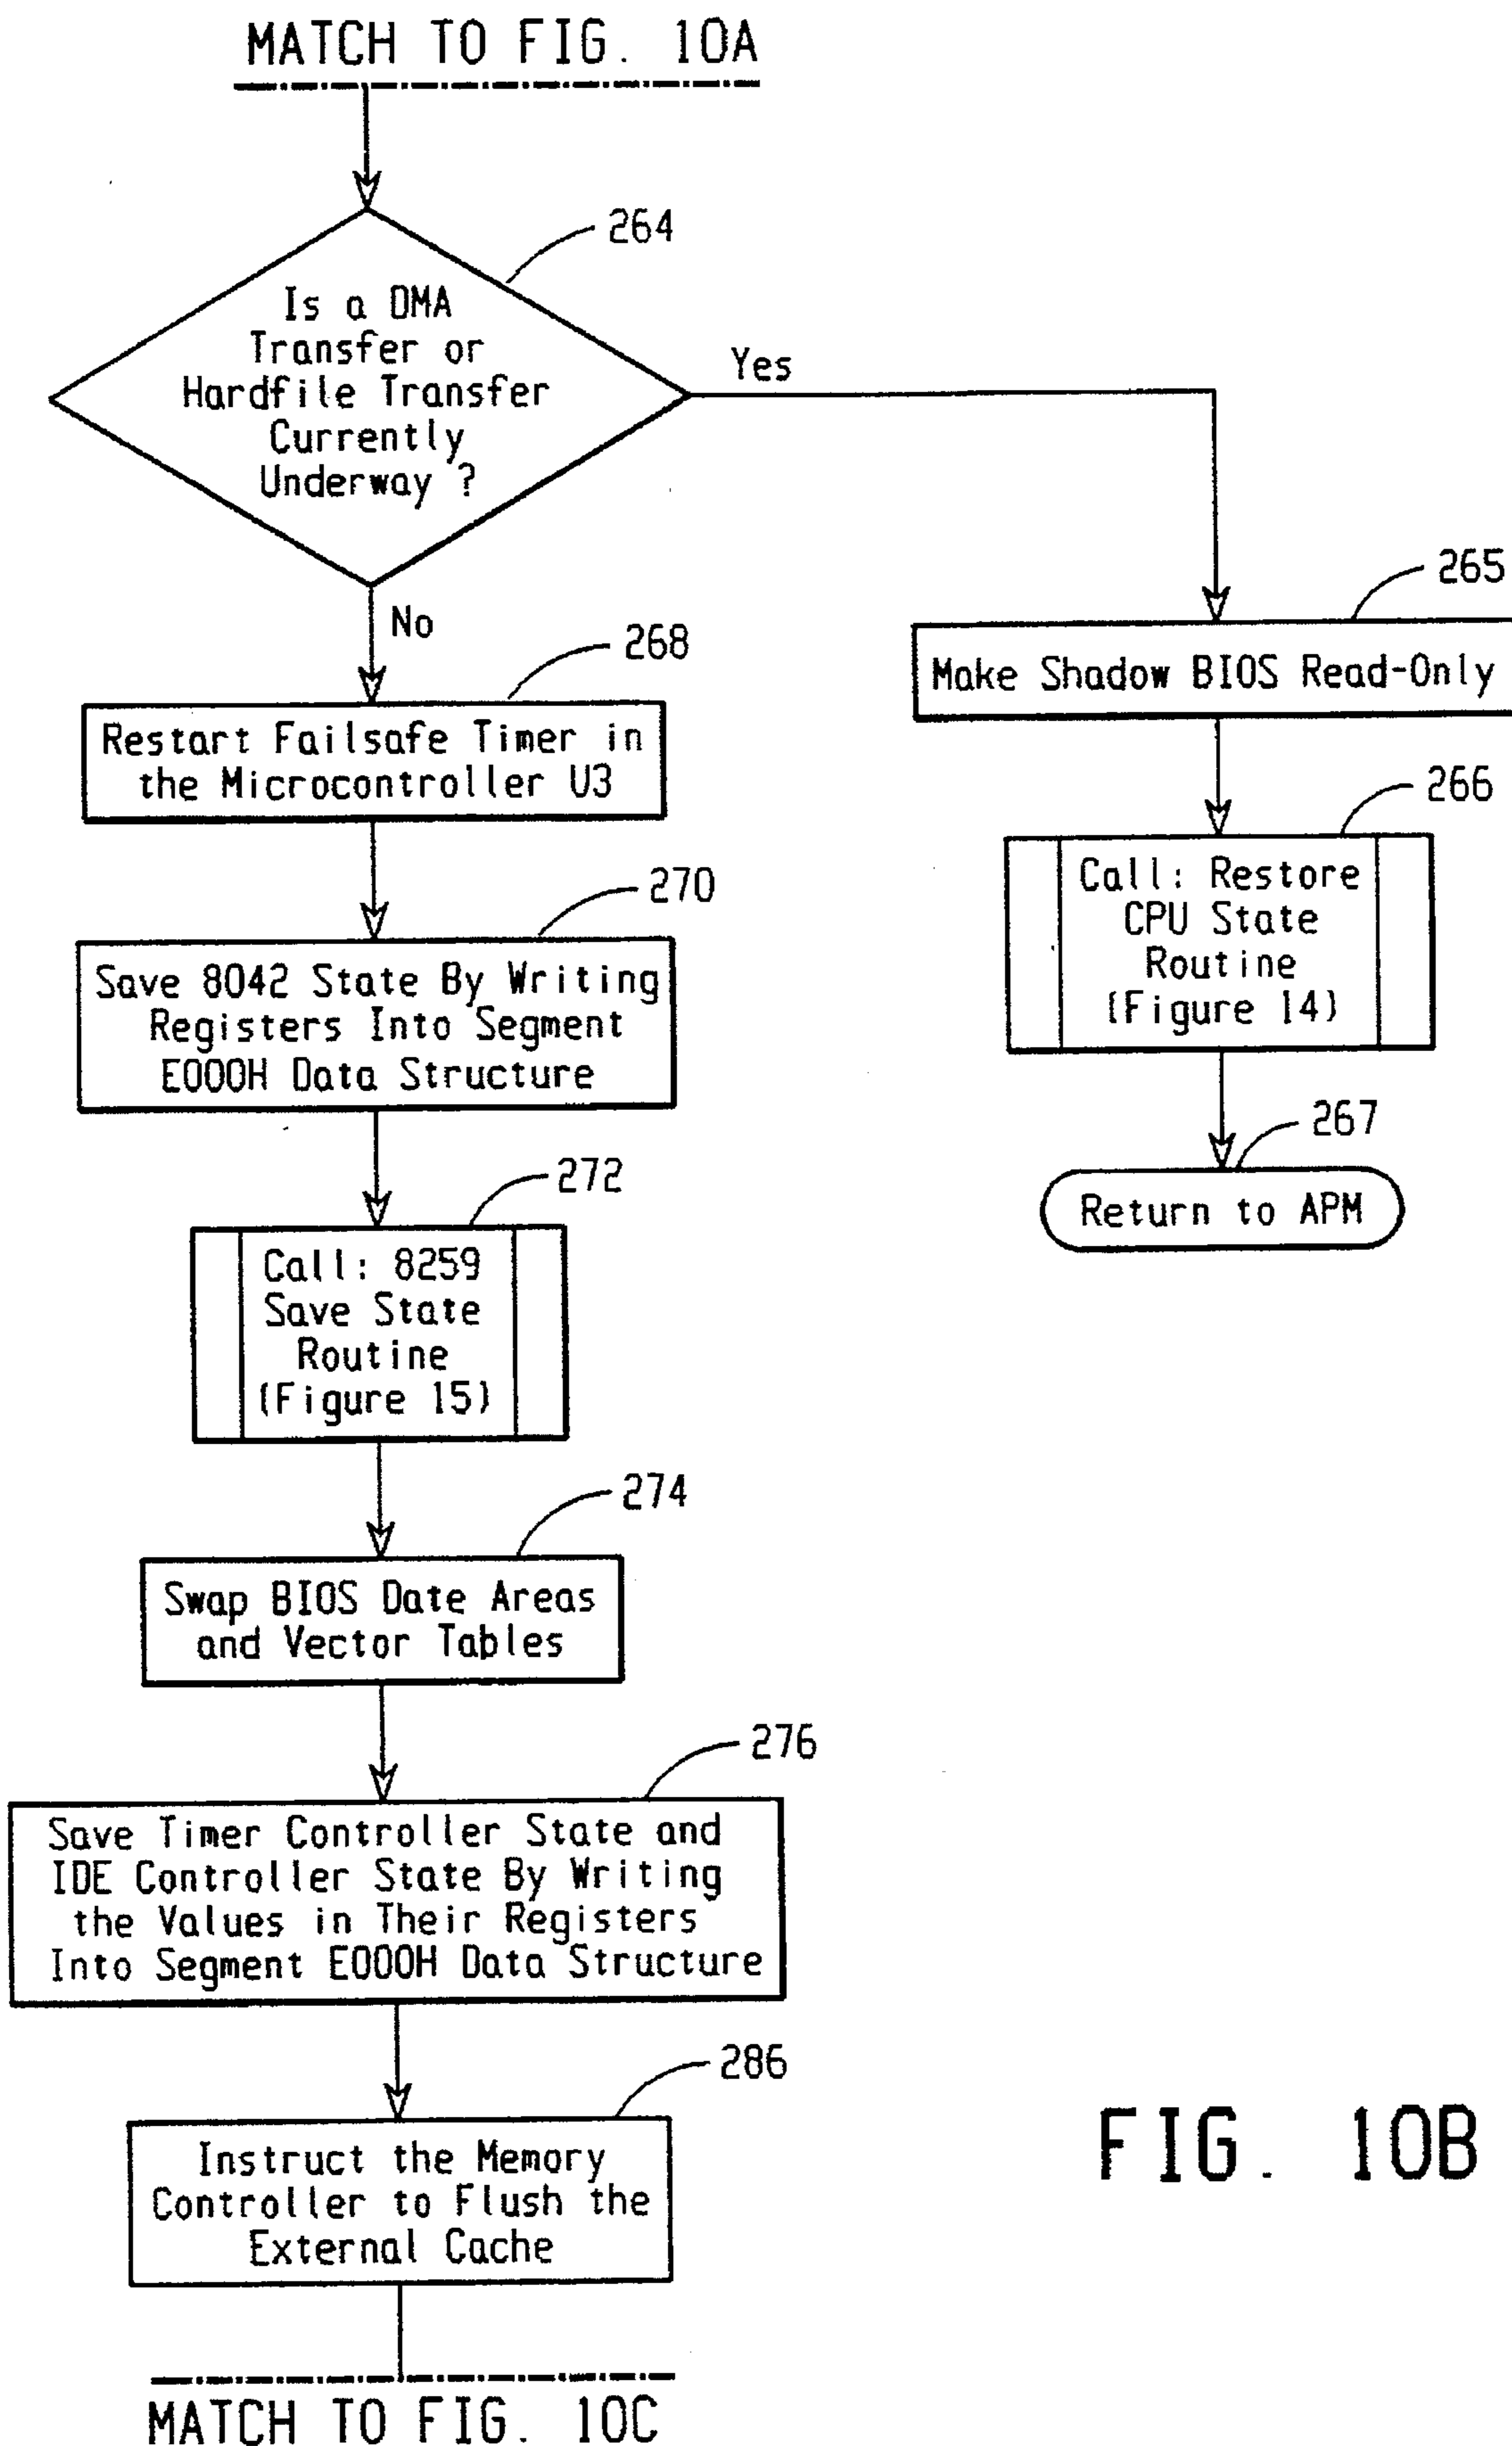 MATCH TO FIG. 10A
264
Is a DMA
Transfer or
Hardfile Transfer
Currently
Underway ?
Yes
No
265
Make Shadow BIOS Read-Only
266
Call: Restore
CPU State
Routine
(Figure 14)
267
Return to APM
268
Restart Failsafe Timer in
the Microcontroller U3
270
Save 8042 State By Writing
Registers Into Segment
E000H Data Structure
272
Call: 8259
Save State
Routine
(Figure 15)
274
Swap BIOS Date Areas
and Vector Tables
276
Save Timer Controller State and
IDE Controller State By Writing
the Values in Their Registers
Into Segment E000H Data Structure
286
Instruct the Memory
Controller to Flush the
External Cache
FIG. 10B
MATCH TO FIG. 10C